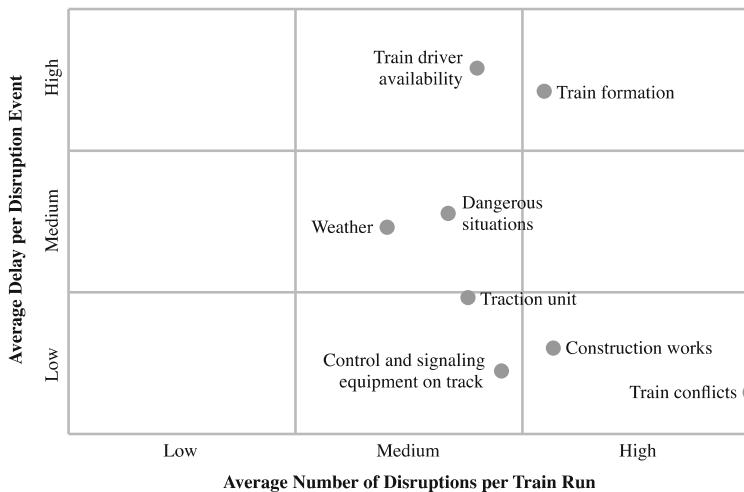 Average Delay per Disruption Event
High
Medium
Low
Train driver
availability
Train formation
Weather
Dangerous
situations
Traction unit
Construction works
Control and signaling
equipment on track
Train conflicts
Low
Medium
High
Average Number of Disruptions per Train Run